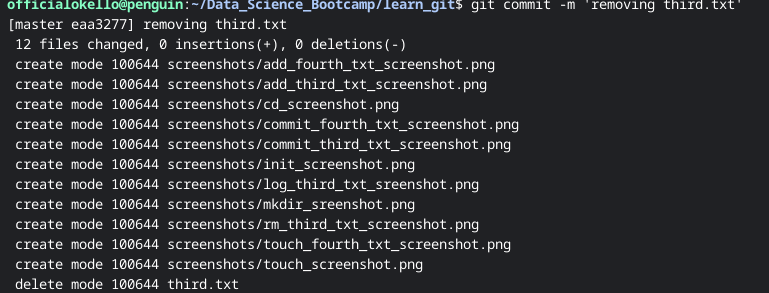 officialokello@penguin:~/Data_Science_Bootcamp/learn_git$ git commit -m 'removing third.txt'
[master eaa3277] removing third.txt
 12 files changed, 0 insertions(+), 0 deletions(-)
 create mode 100644 screenshots/add_fourth_txt_screenshot.png
 create mode 100644 screenshots/add_third_txt_screenshot.png
 create mode 100644 screenshots/cd_screenshot.png
 create mode 100644 screenshots/commit_fourth_txt_screenshot.png
 create mode 100644 screenshots/commit_third_txt_screenshot.png
 create mode 100644 screenshots/init_screenshot.png
 create mode 100644 screenshots/log_third_txt_sreenshot.png
 create mode 100644 screenshots/mkdir_sreenshot.png
 create mode 100644 screenshots/rm_third_txt_screenshot.png
 create mode 100644 screenshots/touch_fourth_txt_screenshot.png
 create mode 100644 screenshots/touch_screenshot.png
 delete mode 100644 third.txt